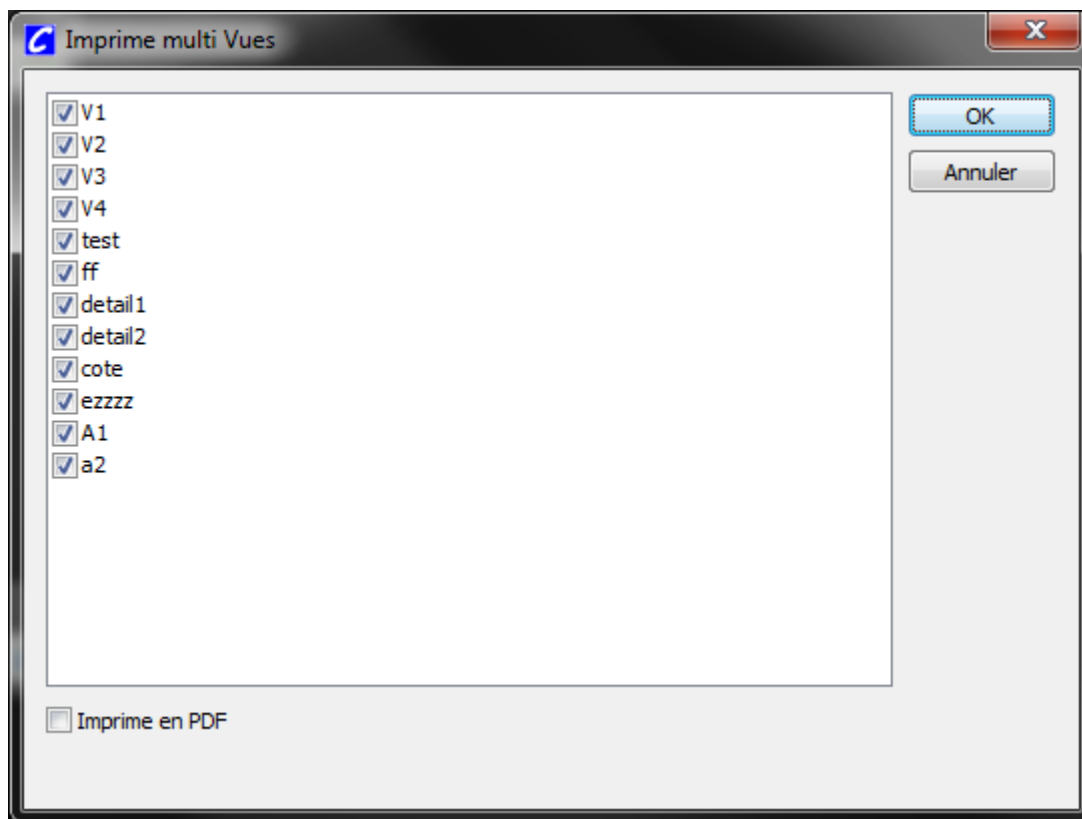 Imprime multi Vues
V1
V2
V3
V4
test
ff
detail1
detail2
cote
ezzzz
A1
a2
OK
Annuler
Imprime en PDF